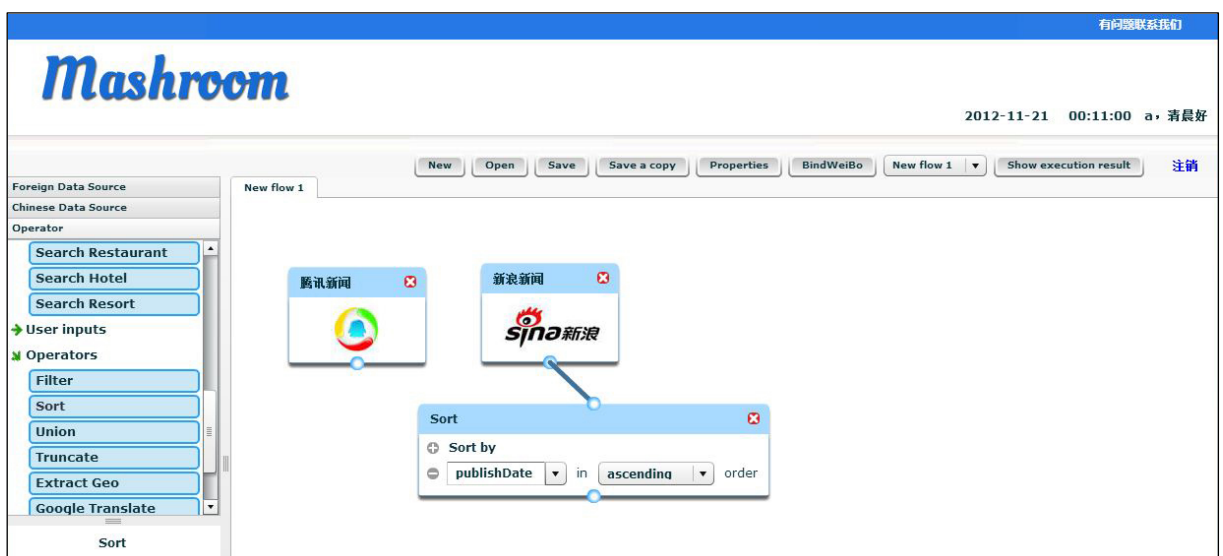 有问题联系我们
Mashroom
2012-11-21 00:11:00 a，清晨好
New Open Save Save a copy Properties BindWeiBo New flow 1 Show execution result 注销
Foreign Data Source
New flow 1
Chinese Data Source
Operator
Search Restaurant
Search Hotel
Search Resort
User inputs
Operators
Filter
Sort
Union
Truncate
Extract Geo
Google Translate
Sort
腾讯新闻
新浪新闻
sina新浪
Sort
Sort by
publishDate in ascending order